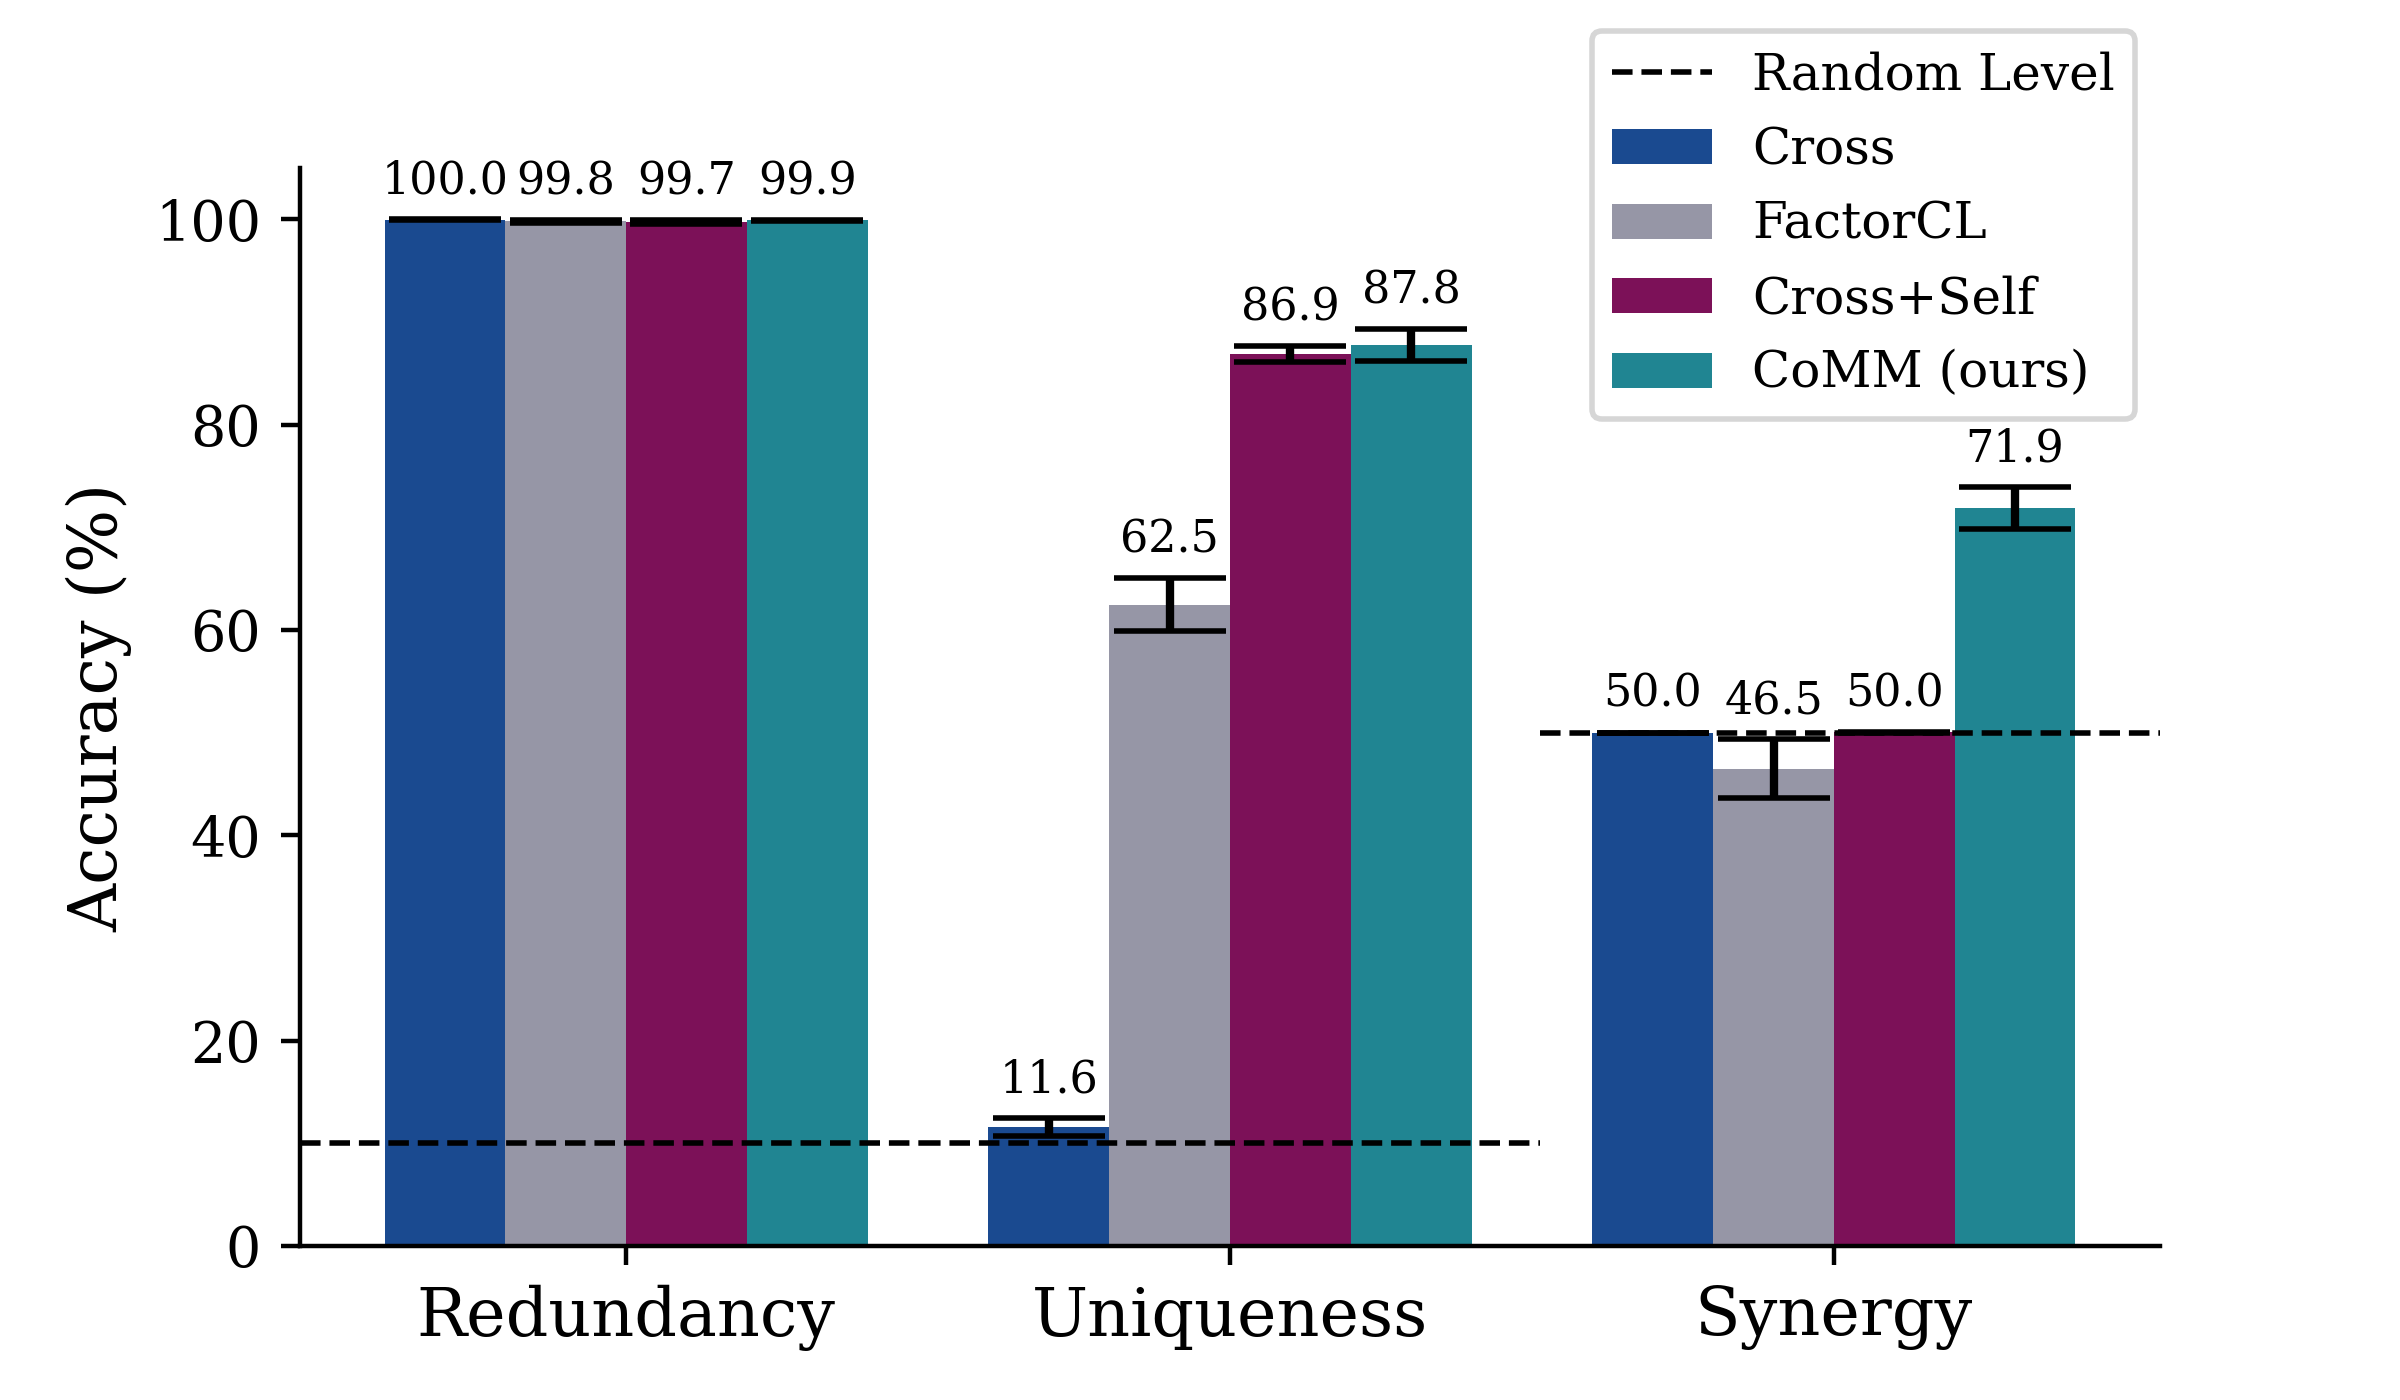 Random Level
Cross
FactorCL
Cross+Self
CoMM (ours)
100.0 99.8 99.7 99.9
11.6 62.5 86.9 87.8
50.0 46.5 50.0 71.9
Accuracy (%)
100
80
60
40
20
0
Redundancy Uniqueness Synergy